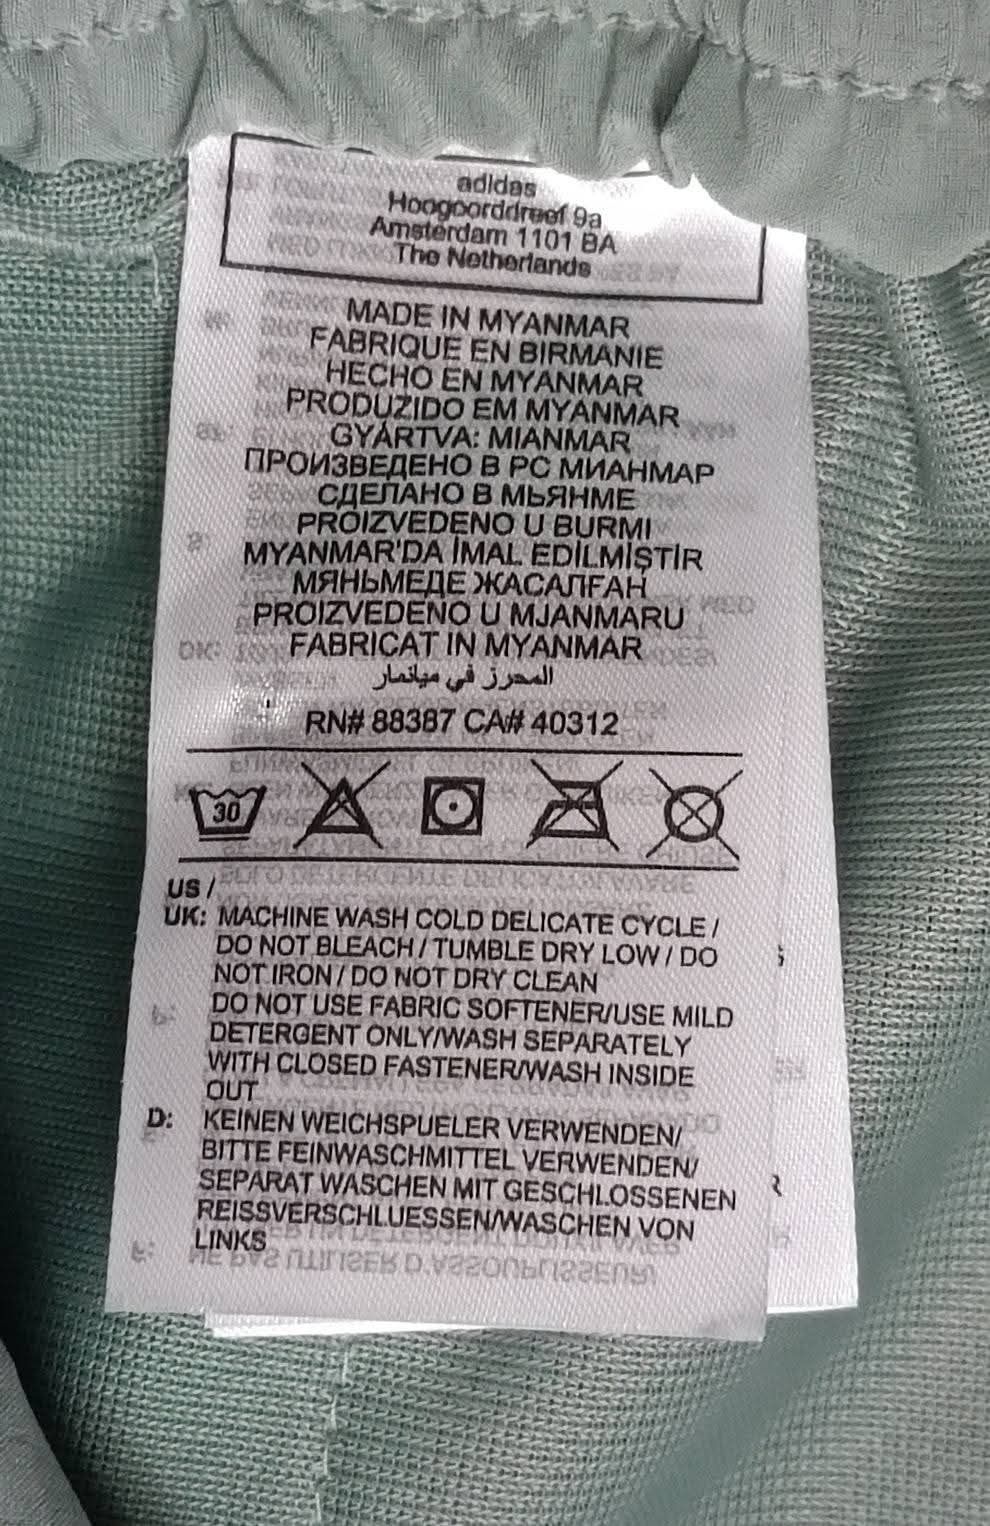 adidas
Hoogoorddreef 9a
Amsterdam 1101 BA
The Netherlands
MADE IN MYANMAR
FABRIQUE EN BIRMANIE
HECHO EN MYANMAR
PRODUZIDO EM MYANMAR
GYÁRTVA: MIANMAR
ПРОИЗВЕДЕНО В РС МИАНМАР
СДЕЛАНО В МЬЯНМЕ
PROIZVEDENO U BURMI
MYANMAR'DA İMAL EDİLMİŞTİR
МЯНЬМЕДЕ ЖАСАЛҒАН
PROIZVEDENO U MJANMARU
FABRICAT IN MYANMAR
المحرز في ميانمار
RN# 88387 CA# 40312
30
US /
UK: MACHINE WASH COLD DELICATE CYCLE /
DO NOT BLEACH / TUMBLE DRY LOW / DO
NOT IRON / DO NOT DRY CLEAN
DO NOT USE FABRIC SOFTENER/USE MILD
DETERGENT ONLY/WASH SEPARATELY
WITH CLOSED FASTENER/WASH INSIDE
OUT
D: KEINEN WEICHSPUELER VERWENDEN/
BITTE FEINWASCHMITTEL VERWENDEN/
SEPARAT WASCHEN MIT GESCHLOSSENEN
REISSVERSCHLUESSEN/WASCHEN VON
LINKS